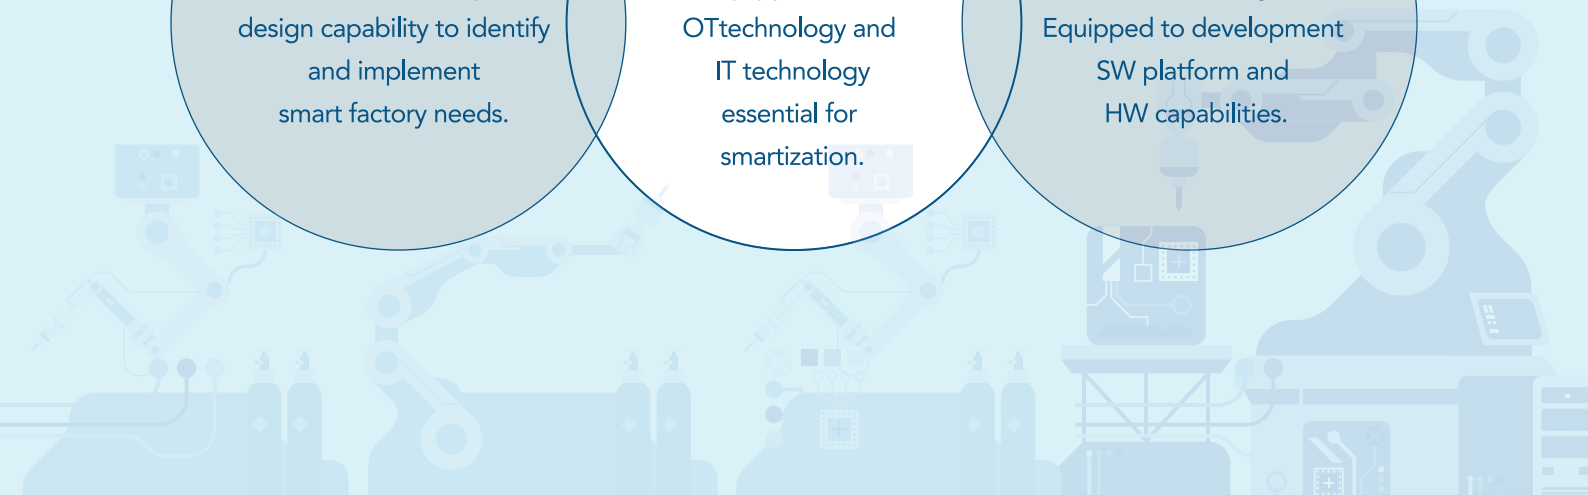 design capability to identify
and implement
smart factory needs.
OTtechnology and
IT technology
essential for
smartization.
Equipped to development
SW platform and
HW capabilities.